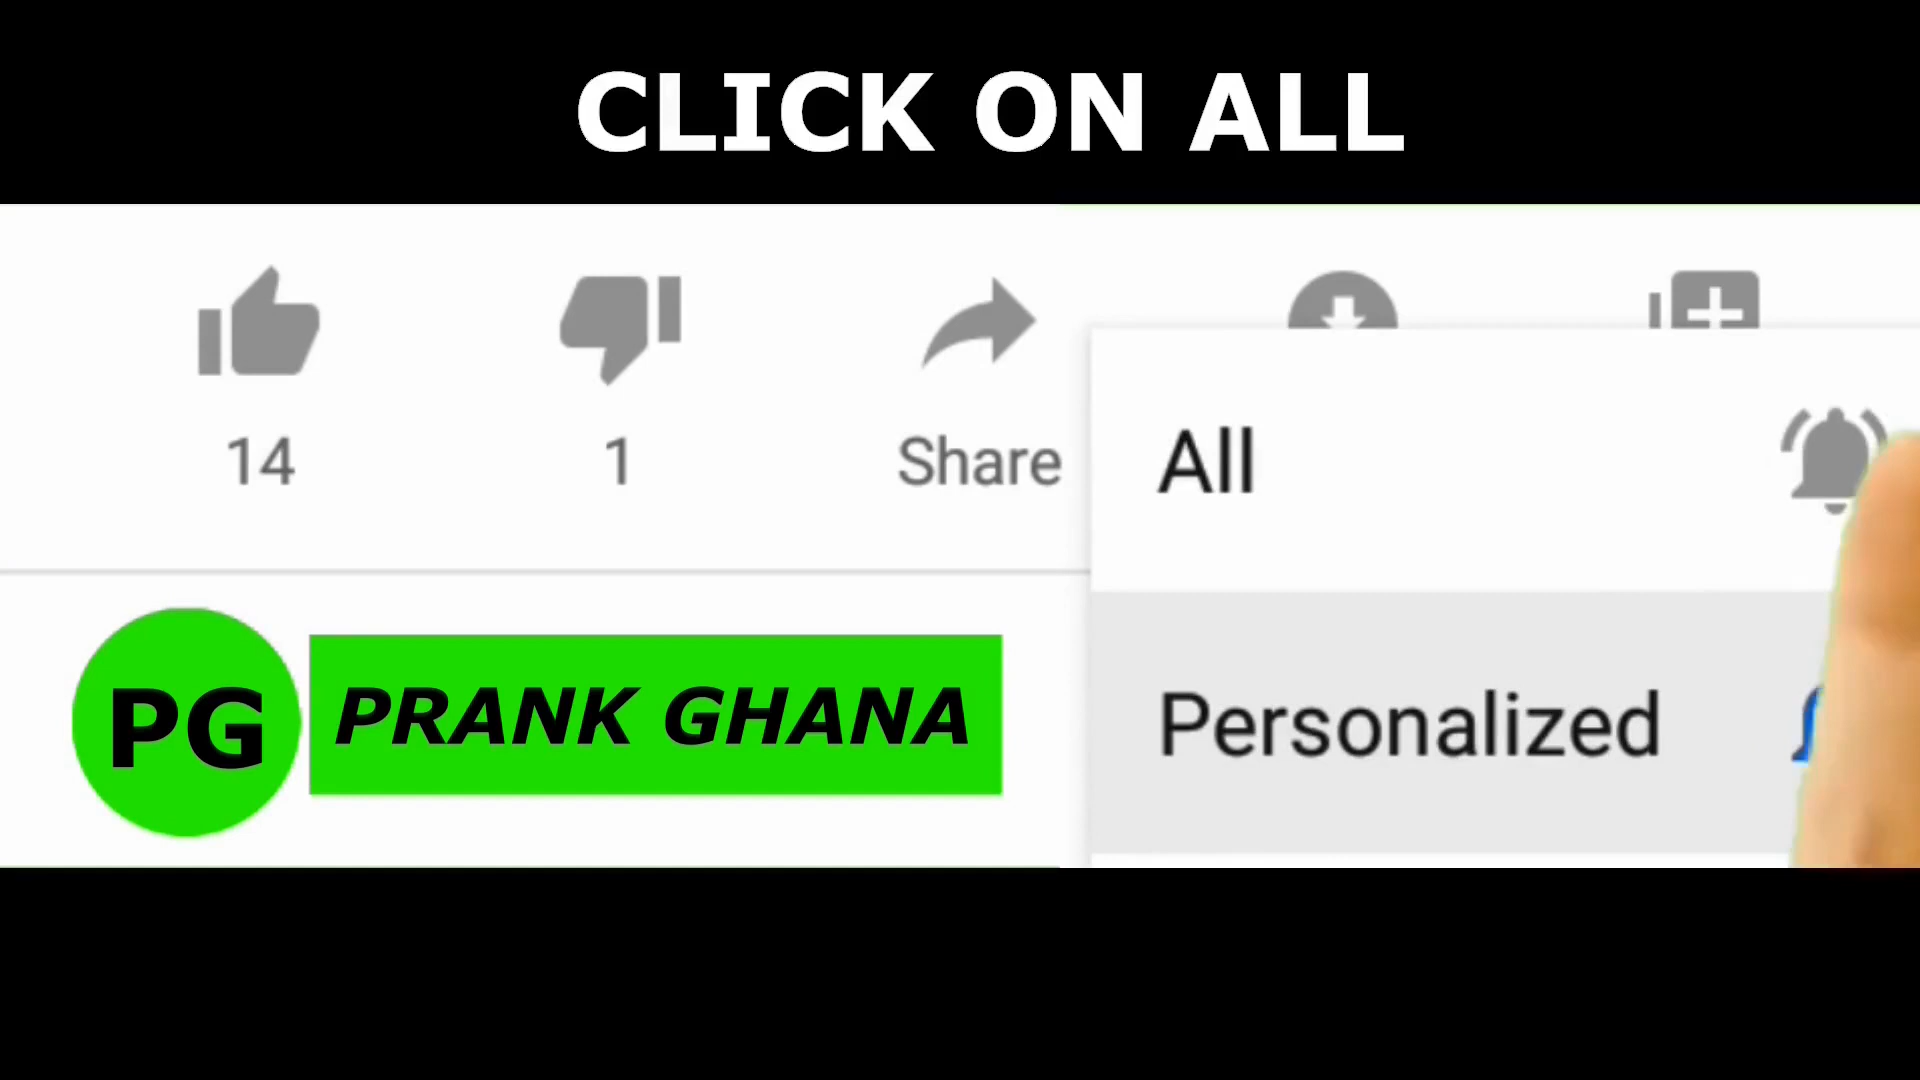 CLICK ON ALL
14
1
Share
All
PG
PRANK GHANA
Personalized